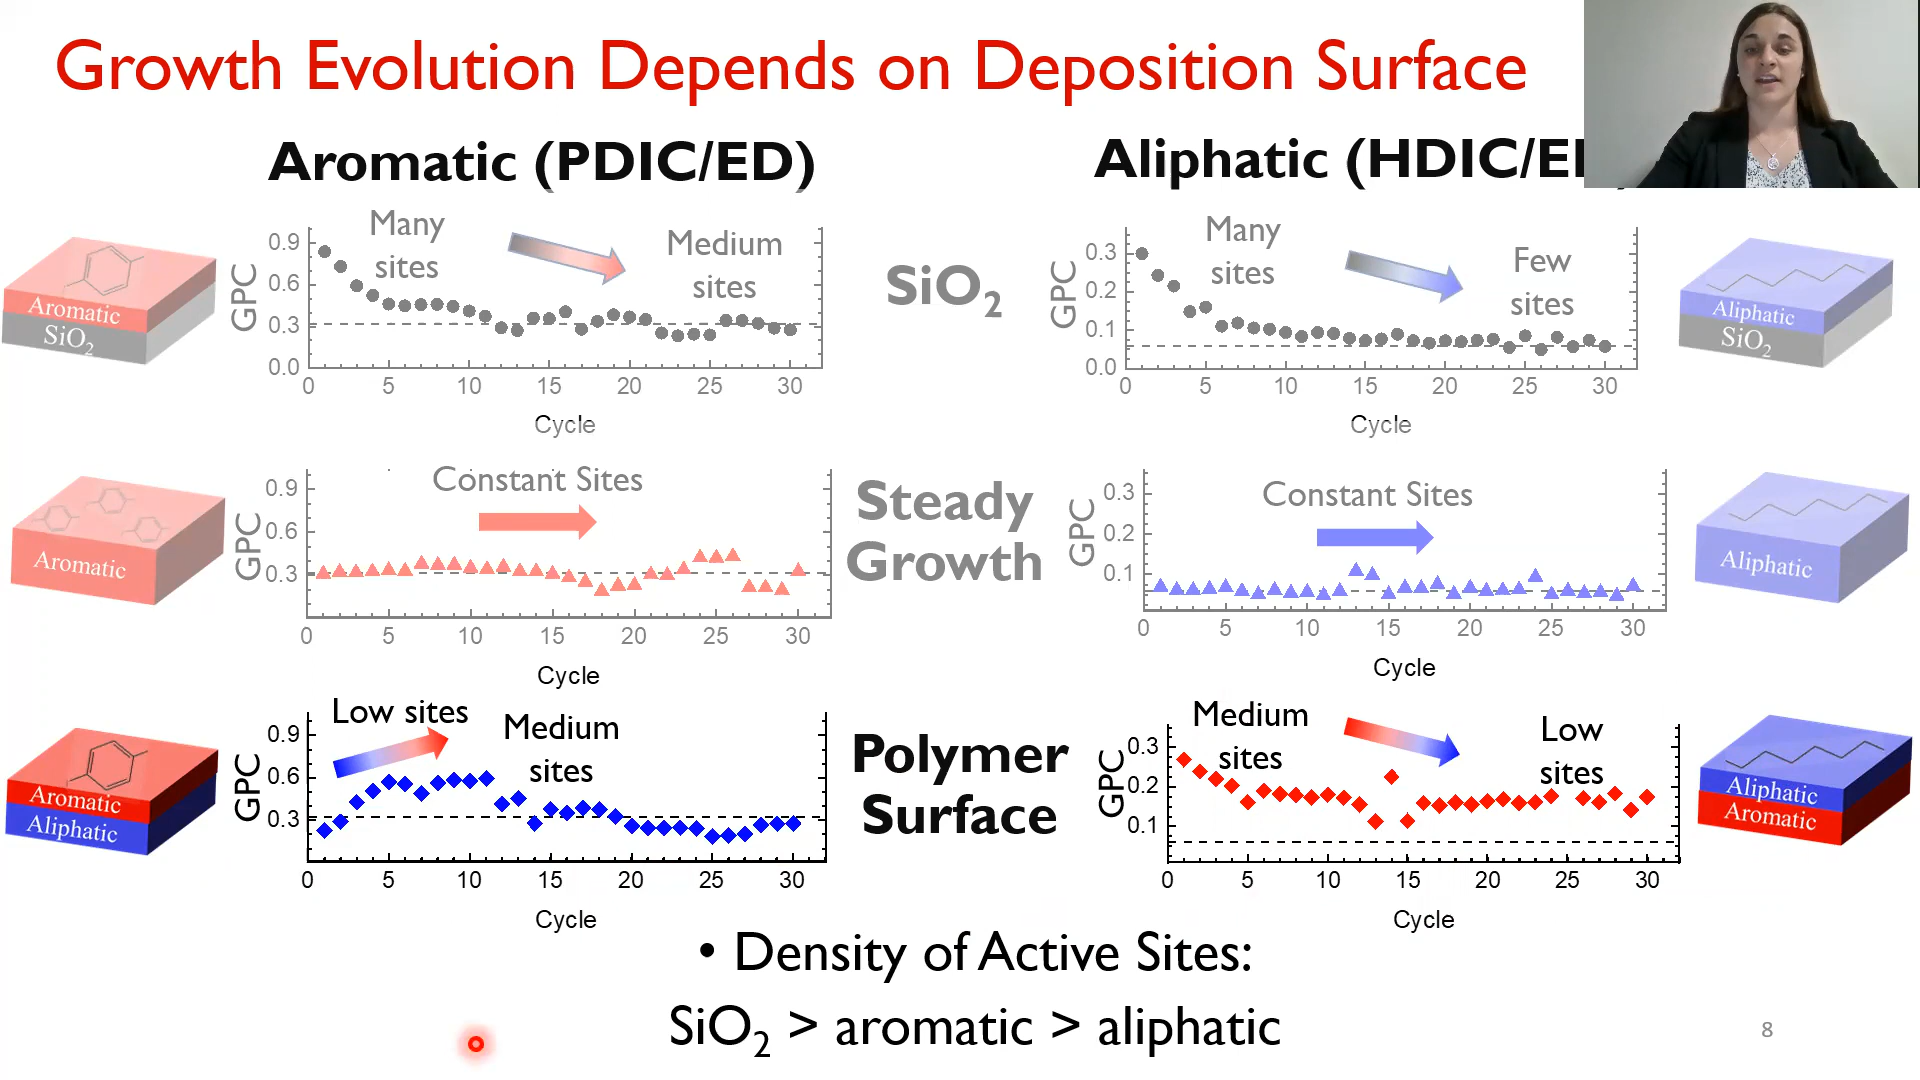 Growth Evolution Depends on Deposition Surface
Aromatic (PDIC/ED)
Aliphatic (HDIC/E
Aromatic
SiO2
GPC
0.9
0.6
0.3
0.0
Many
sites
Medium
sites
0 5 10 15 20 25 30
Cycle
SiO2
GPC
0.3
0.2
0.1
0.0
Many
sites
Few
sites
0 5 10 15 20 25 30
Cycle
Aliphatic
SiO2
Aromatic
GPC
0.9
0.6
0.3
Constant Sites
0 5 10 15 20 25 30
Cycle
Steady
Growth
GPC
0.3
0.2
0.1
Constant Sites
0 5 10 15 20 25 30
Cycle
Aliphatic
Aromatic
Aliphatic
GPC
0.9
0.6
0.3
Low sites
Medium
sites
0 5 10 15 20 25 30
Cycle
Polymer
Surface
GPC
0.3
0.2
0.1
Medium
sites
Low
sites
0 5 10 15 20 25 30
Cycle
Aliphatic
Aromatic
• Density of Active Sites:
SiO2 > aromatic > aliphatic
8